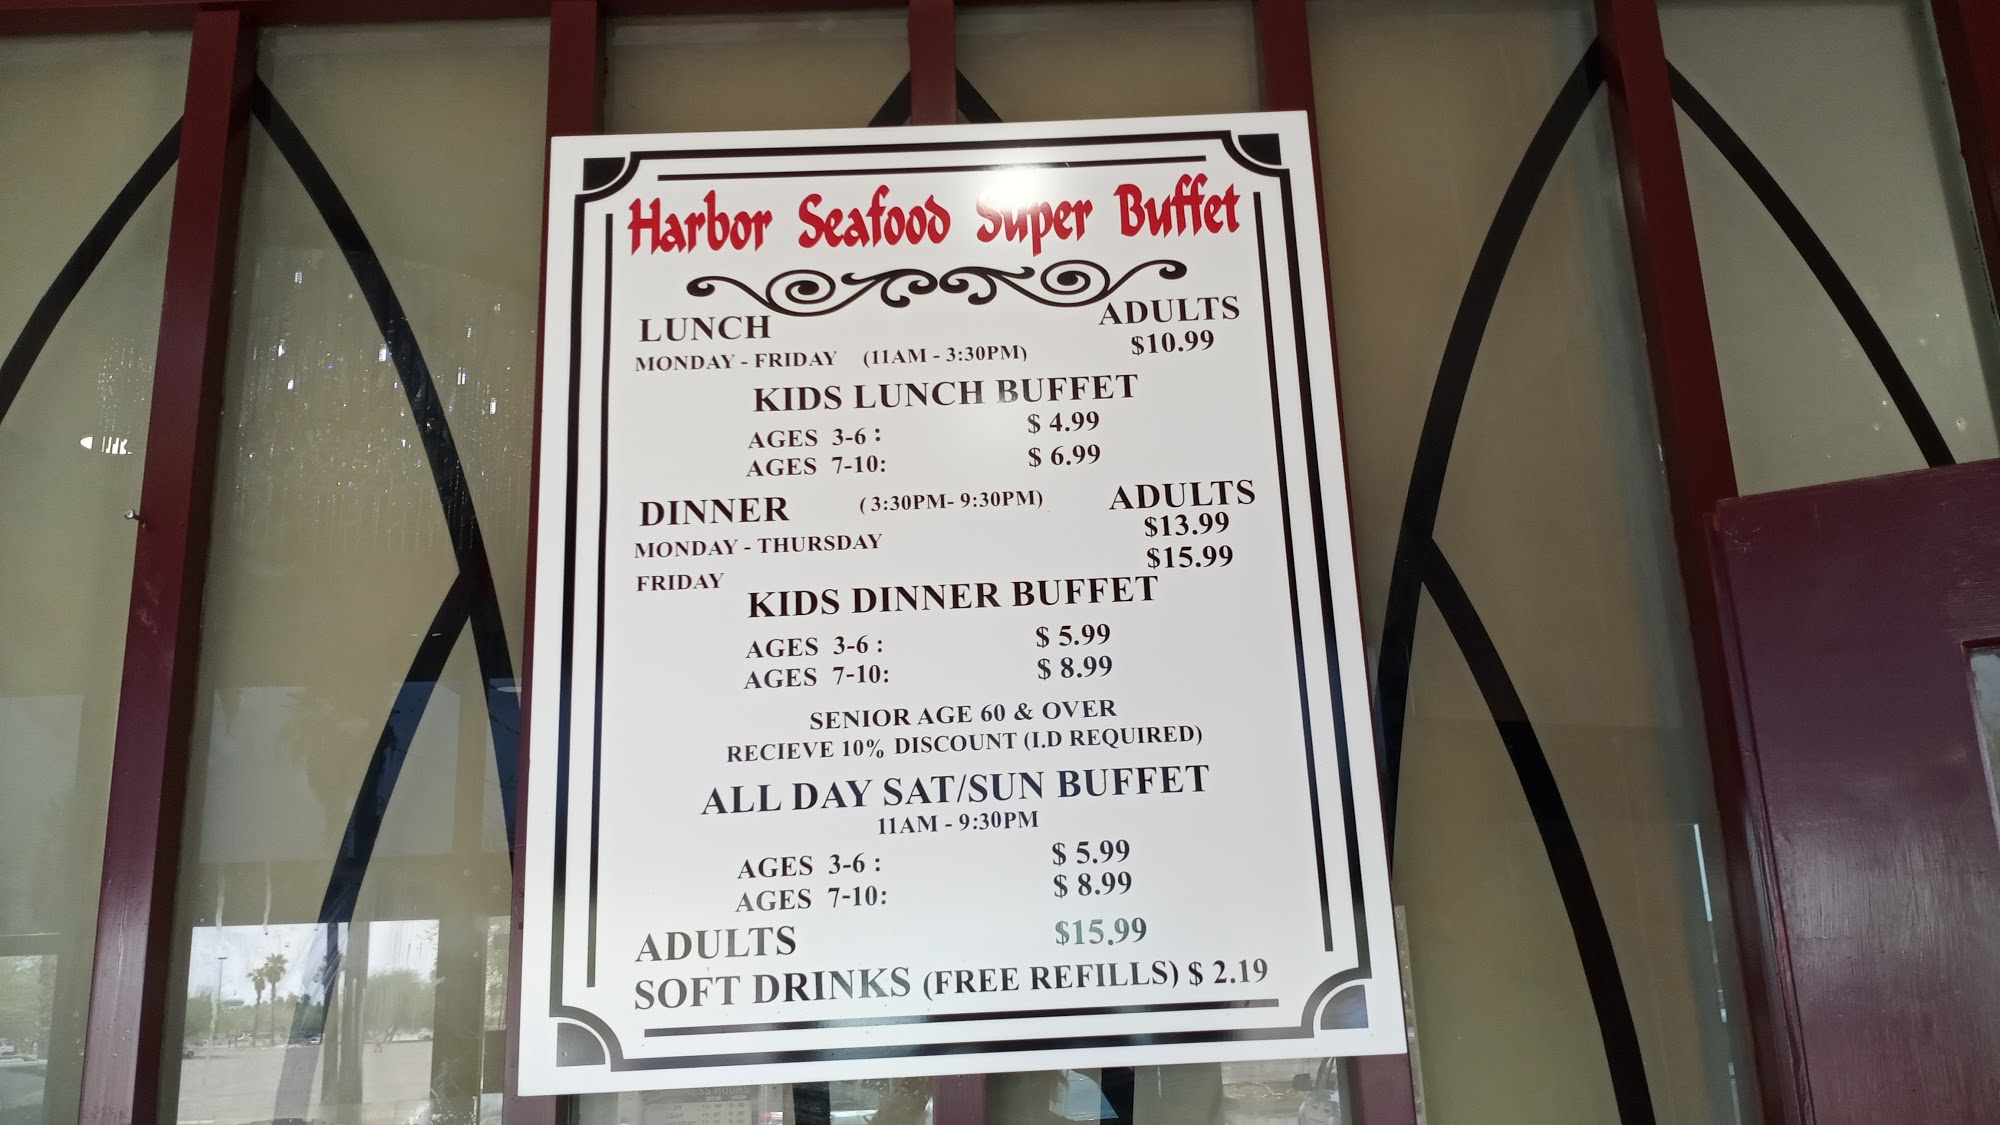 Harbor Seafood Super Buffet
LUNCH ADULTS
MONDAY - FRIDAY (11AM - 3:30PM) $10.99
KIDS LUNCH BUFFET
AGES 3-6 : $ 4.99
AGES 7-10: $ 6.99
DINNER (3:30PM- 9:30PM) ADULTS
MONDAY - THURSDAY $13.99
FRIDAY $15.99
KIDS DINNER BUFFET
AGES 3-6 : $ 5.99
AGES 7-10: $ 8.99
SENIOR AGE 60 & OVER
RECIEVE 10% DISCOUNT (I.D REQUIRED)
ALL DAY SAT/SUN BUFFET
11AM - 9:30PM
AGES 3-6 : $ 5.99
AGES 7-10: $ 8.99
ADULTS $15.99
SOFT DRINKS (FREE REFILLS) $ 2.19